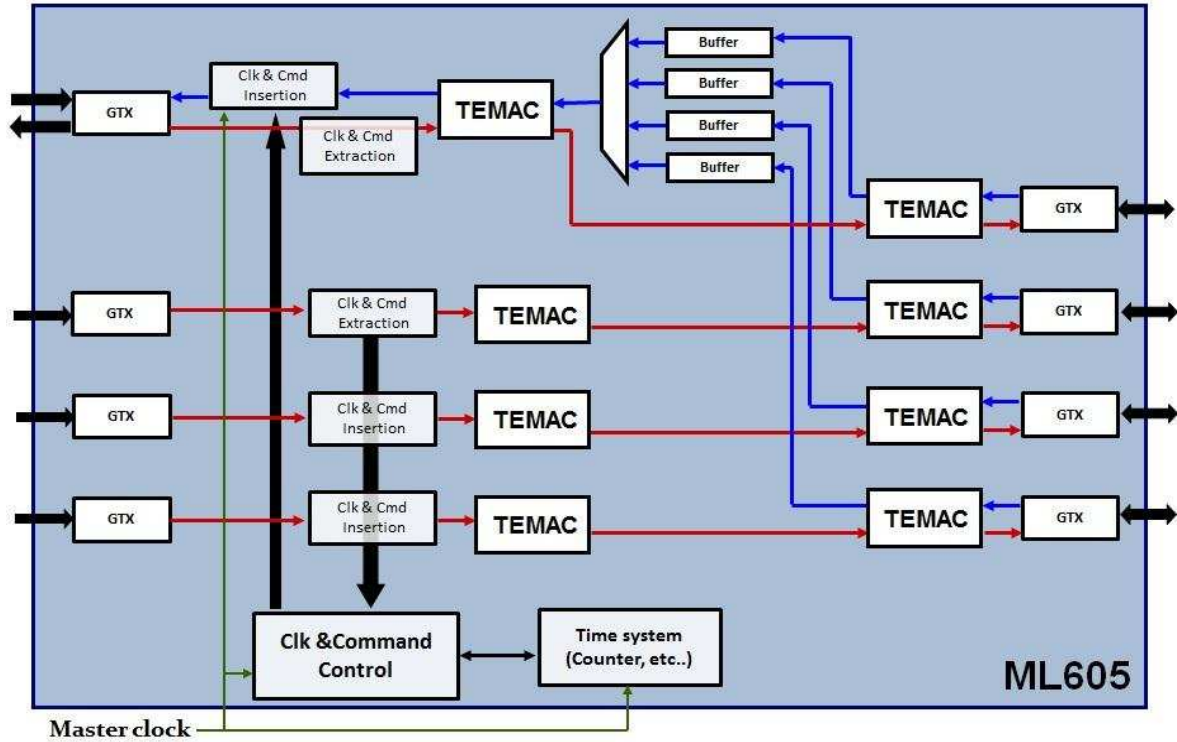 Buffer
Clk & Cmd
Insertion
Buffer
TEMAC
GTX
Buffer
Clk & Cmd
Extraction
Buffer
TEMAC
GTX
GTX
Clk & Cmd
Extraction
TEMAC
TEMAC
GTX
GTX
Clk & Cmd
Insertion
TEMAC
TEMAC
GTX
GTX
Clk & Cmd
Insertion
TEMAC
TEMAC
GTX
Clk &Command
Control
Time system
(Counter, etc..)
ML605
Master clock